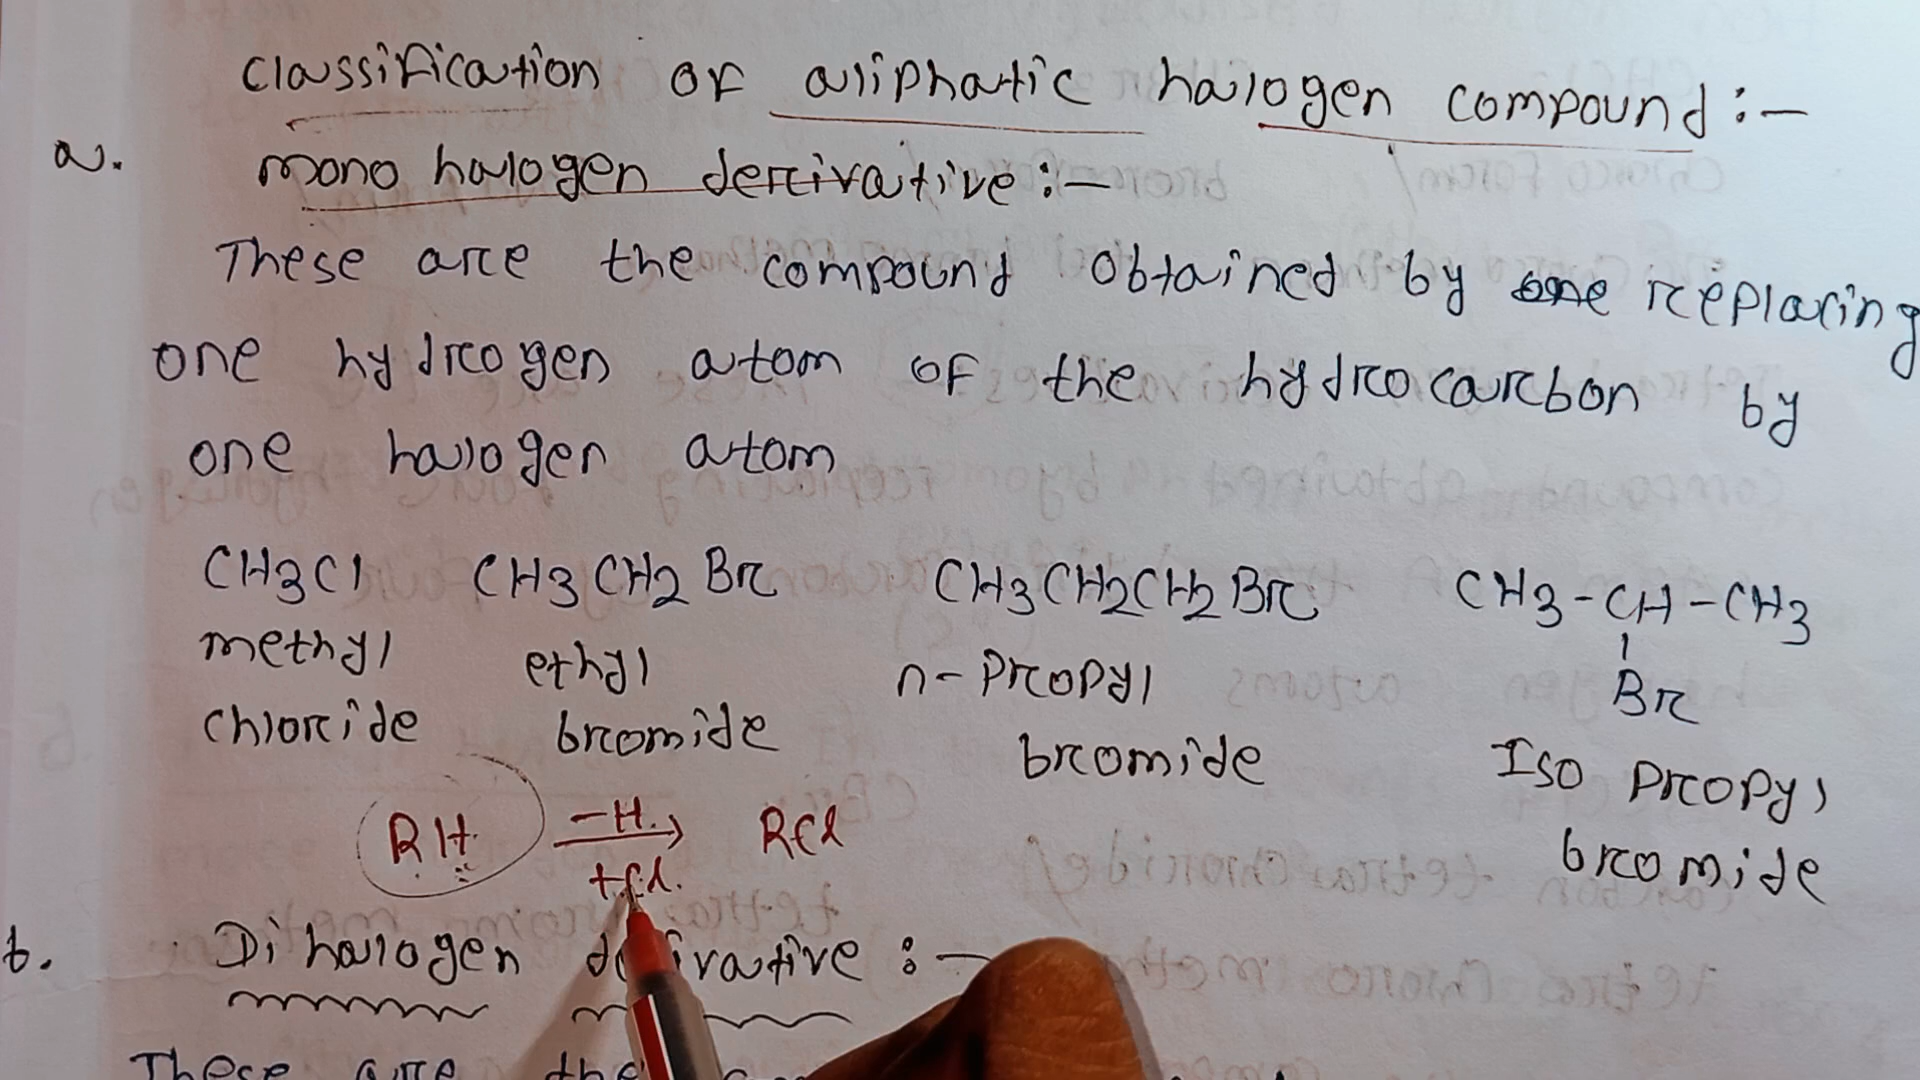 Classification of aliphatic halogen compound :-
a. mono halogen derivative :-
These are the compound obtained by one replacing
one hydrogen atom of the hydrocarbon by
one halogen atom
CH3Cl CH3CH2Br CH3CH2CH2Br CH3-CH-CH3
Br
methyl ethyl n-propyl Iso propyl
chloride bromide bromide bromide
RH -H. RCl
+Cl.
b. Di halogen derivative :-
These are the